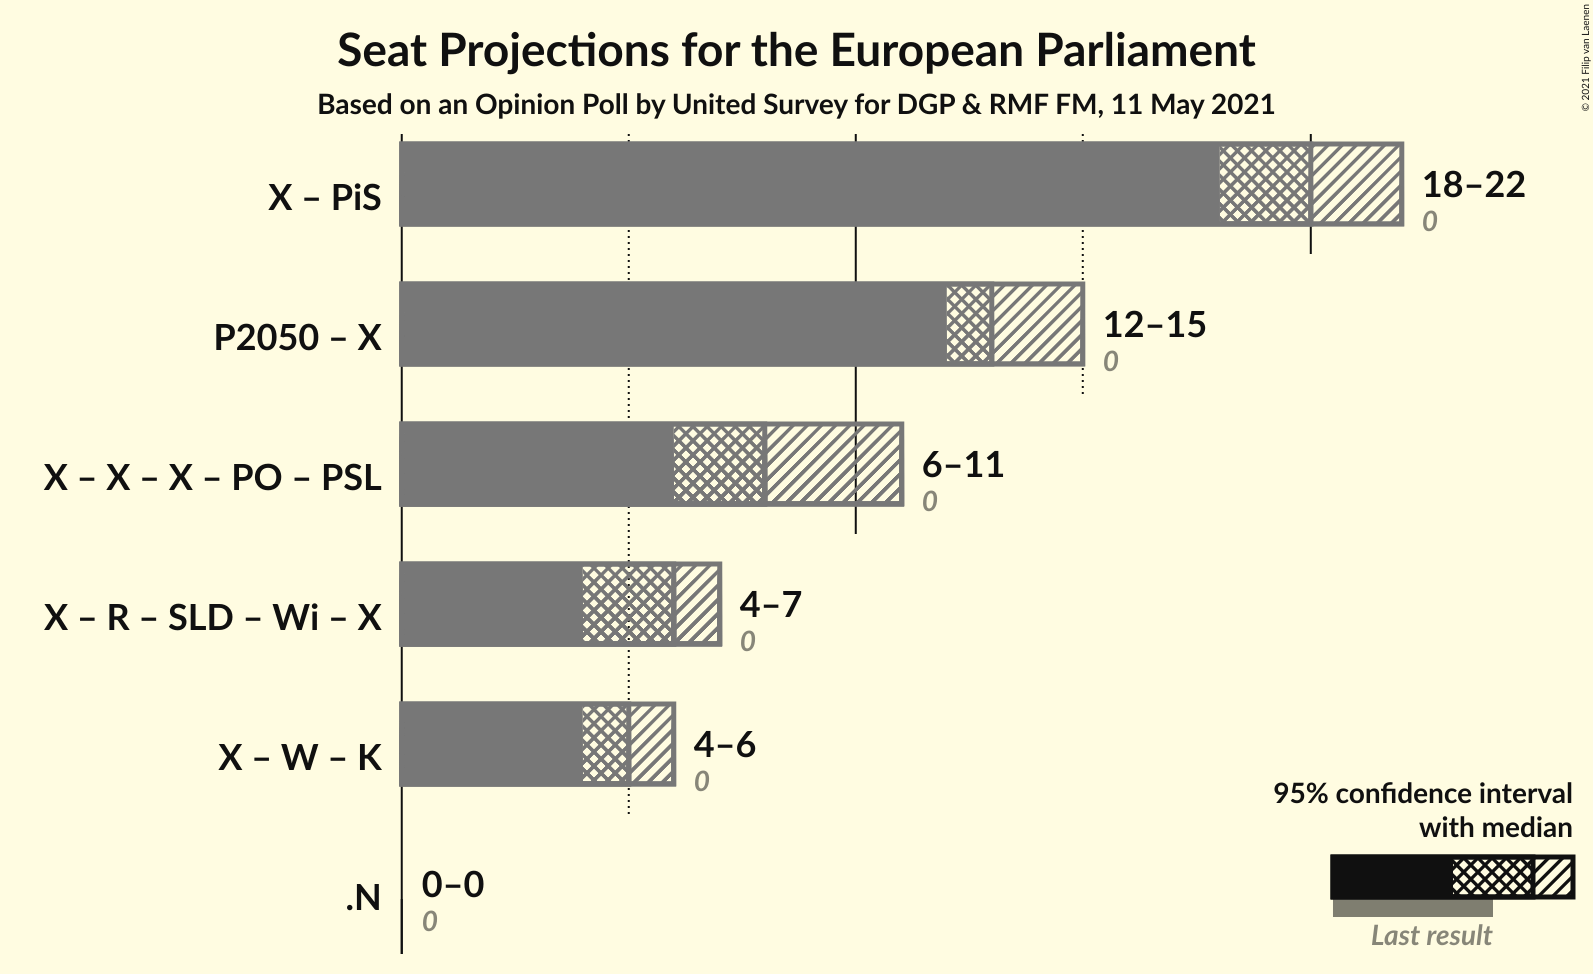 Seat Projections for the European Parliament
Based on an Opinion Poll by United Survey for DGP & RMF FM, 11 May 2021
© 2021 Filip van Laenen
X – PiS
18–22
0
P2050 – X
12–15
0
X – X – X – PO – PSL
6–11
0
X – R – SLD – Wi – X
4–7
0
X – W – K
4–6
0
.N
0–0
0
95% confidence interval
with median
Last result